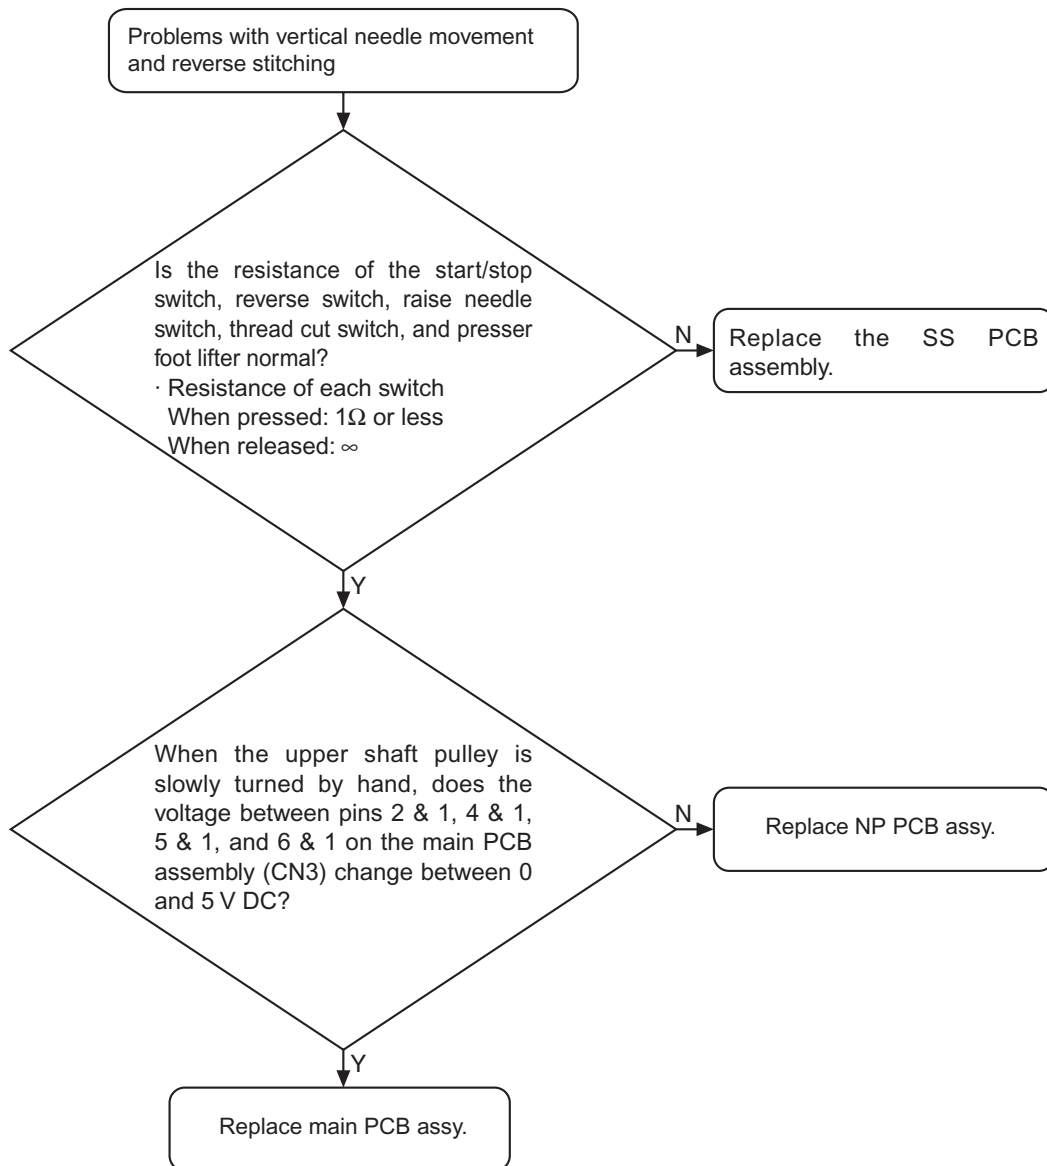 Problems with vertical needle movement
and reverse stitching
Is the resistance of the start/stop
switch, reverse switch, raise needle
switch, thread cut switch, and presser
foot lifter normal?
· Resistance of each switch
When pressed: 1Ω or less
When released: ∞
N
Replace the SS PCB
assembly.
Y
When the upper shaft pulley is
slowly turned by hand, does the
voltage between pins 2 & 1, 4 & 1,
5 & 1, and 6 & 1 on the main PCB
assembly (CN3) change between 0
and 5 V DC?
N
Replace NP PCB assy.
Y
Replace main PCB assy.